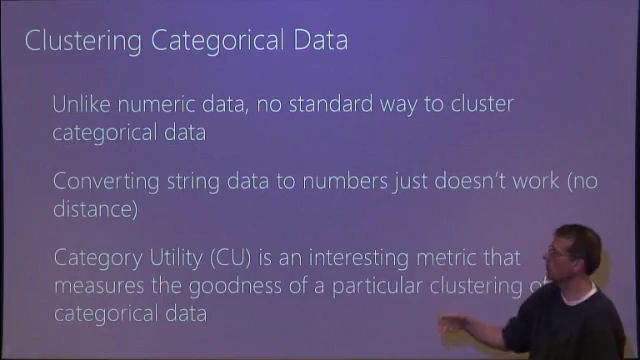 Clustering Categorical Data
Unlike numeric data, no standard way to cluster
categorical data
Converting string data to numbers just doesn't work (no
distance)
Category Utility (CU) is an interesting metric that
measures the goodness of a particular clustering
categorical data